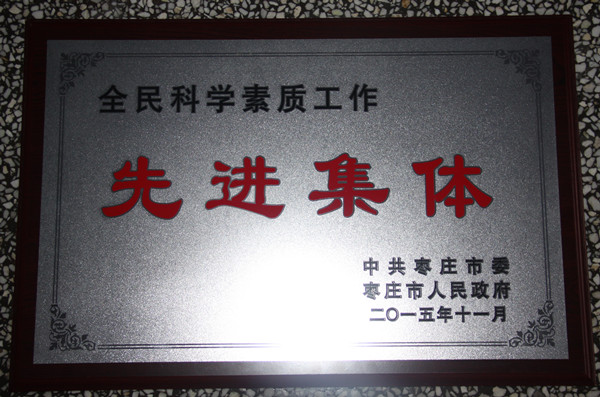 全民科学素质工作
先进集体
中共枣庄市委
枣庄市人民政府
二〇一五年十一月